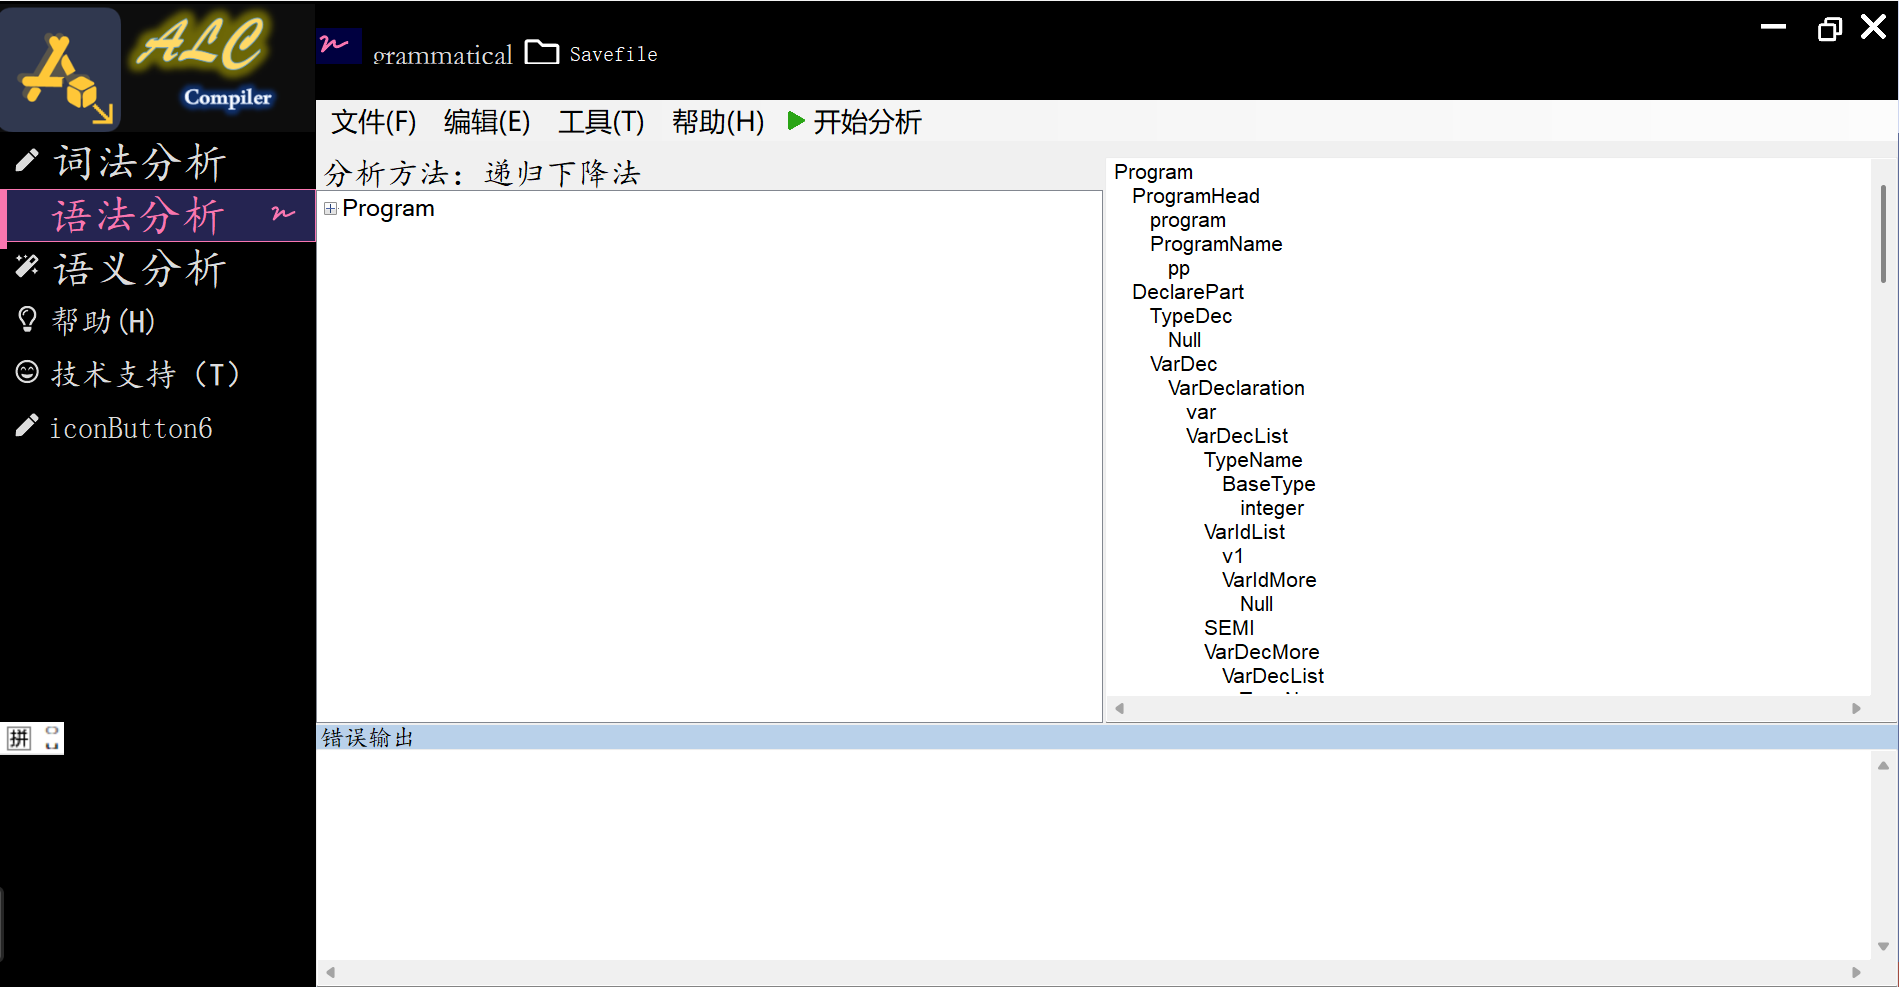 ALC
Compiler
grammatical Savefile
文件(F) 编辑(E) 工具(T) 帮助(H) 开始分析
词法分析
语法分析
语义分析
帮助(H)
技术支持（T）
iconButton6
拼
分析方法：递归下降法
Program
Program
ProgramHead
program
ProgramName
pp
DeclarePart
TypeDec
Null
VarDec
VarDeclaration
var
VarDecList
TypeName
BaseType
integer
VarIdList
v1
VarIdMore
Null
SEMI
VarDecMore
VarDecList
错误输出